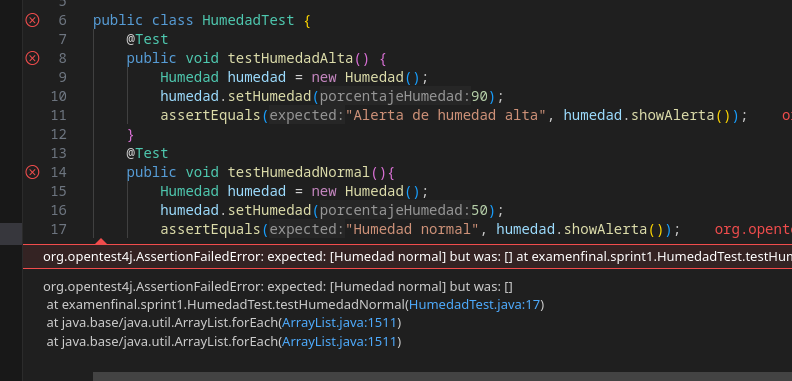 5
6 public class HumedadTest {
7 @Test
8 public void testHumedadAlta() {
9 Humedad humedad = new Humedad();
10 humedad.setHumedad(porcentajeHumedad:90);
11 assertEquals(expected:"Alerta de humedad alta", humedad.showAlerta()); or
12 }
13 @Test
14 public void testHumedadNormal(){
15 Humedad humedad = new Humedad();
16 humedad.setHumedad(porcentajeHumedad:50);
17 assertEquals(expected:"Humedad normal", humedad.showAlerta()); org.opent
org.opentest4j.AssertionFailedError: expected: [Humedad normal] but was: [] at examenfinal.sprint1.HumedadTest.testHum
org.opentest4j.AssertionFailedError: expected: [Humedad normal] but was: []
at examenfinal.sprint1.HumedadTest.testHumedadNormal(HumedadTest.java:17)
at java.base/java.util.ArrayList.forEach(ArrayList.java:1511)
at java.base/java.util.ArrayList.forEach(ArrayList.java:1511)